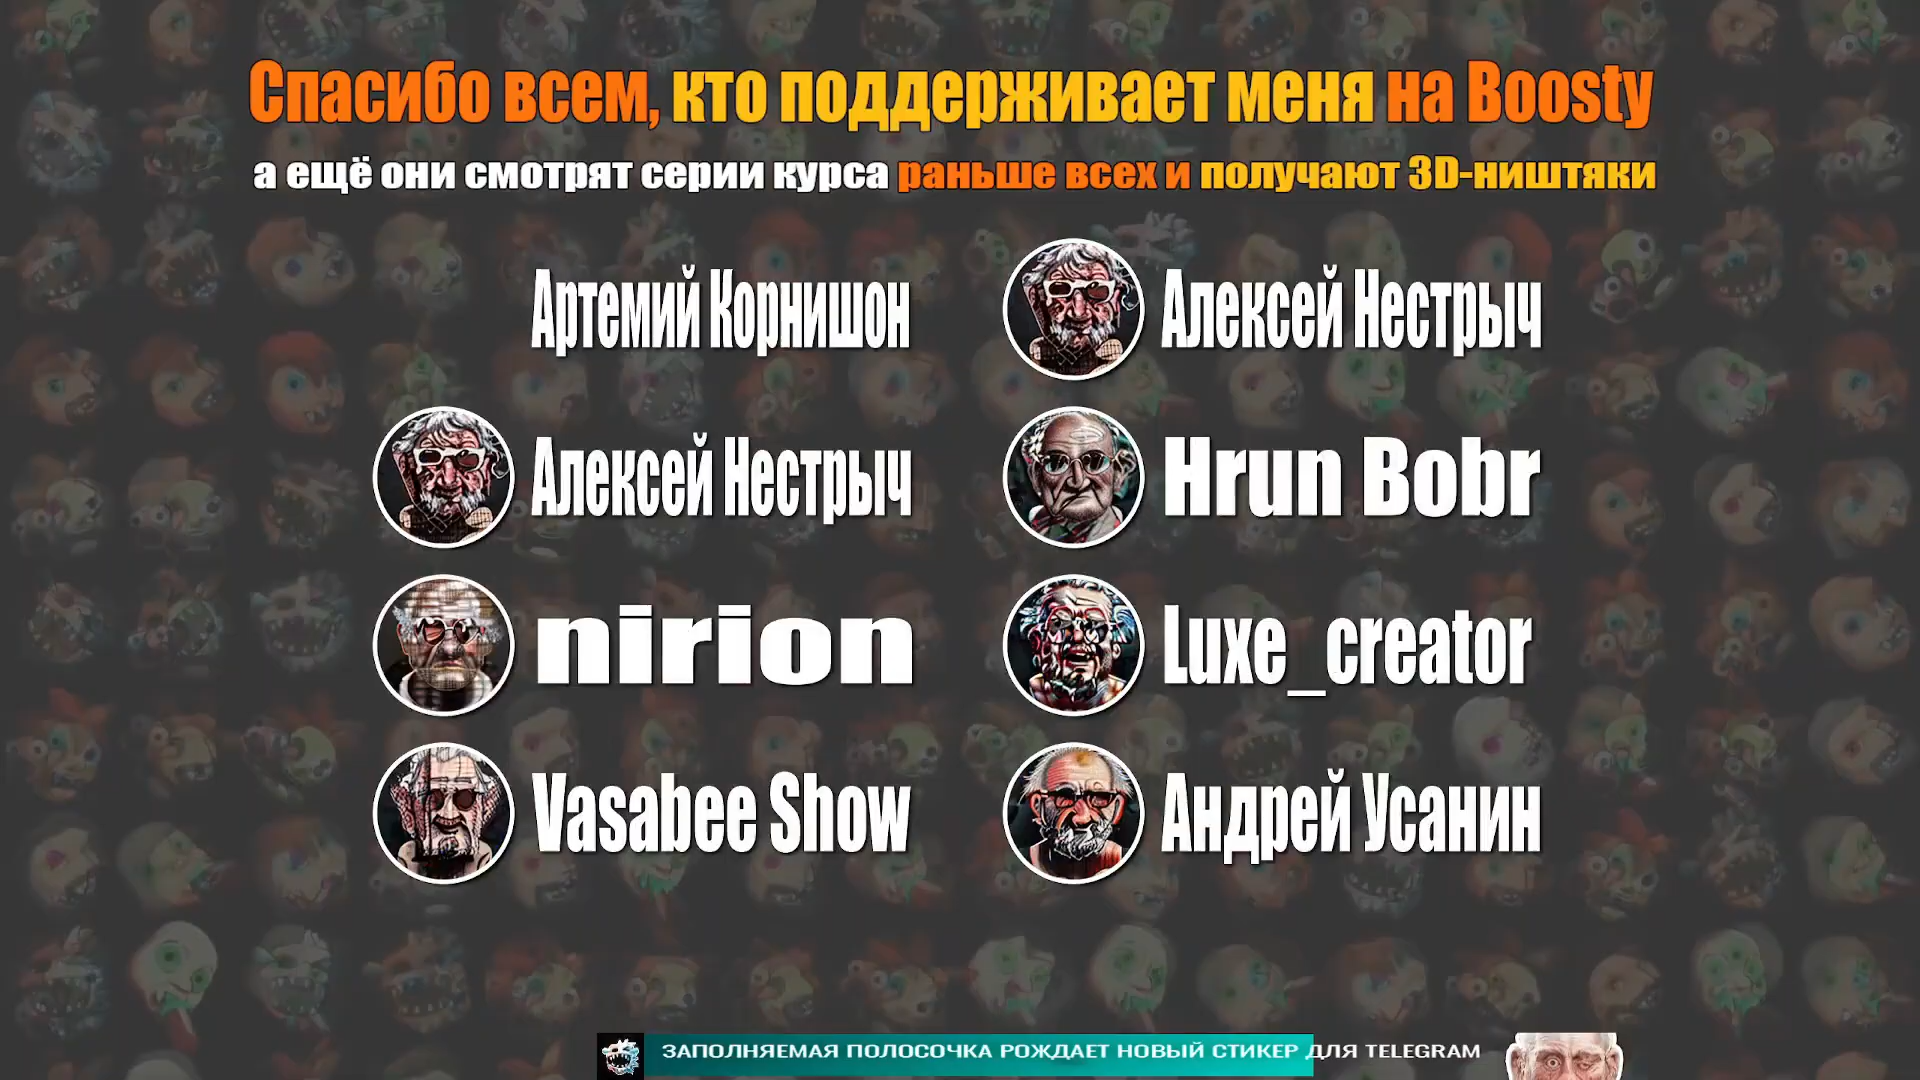 Спасибо всем, кто поддерживает меня на Boosty
а ещё они смотрят серии курса раньше всех и получают 3D-ништяки
Артемий Корнишон
Алексей Нестрыч
Алексей Нестрыч
Hrun Bobr
nirion
Luxe_creator
Vasabee Show
Андрей Усанин
ЗАПОЛНЯЕМАЯ ПОЛОСОЧКА РОЖДАЕТ НОВЫЙ СТИКЕР ДЛЯ TELEGRAM